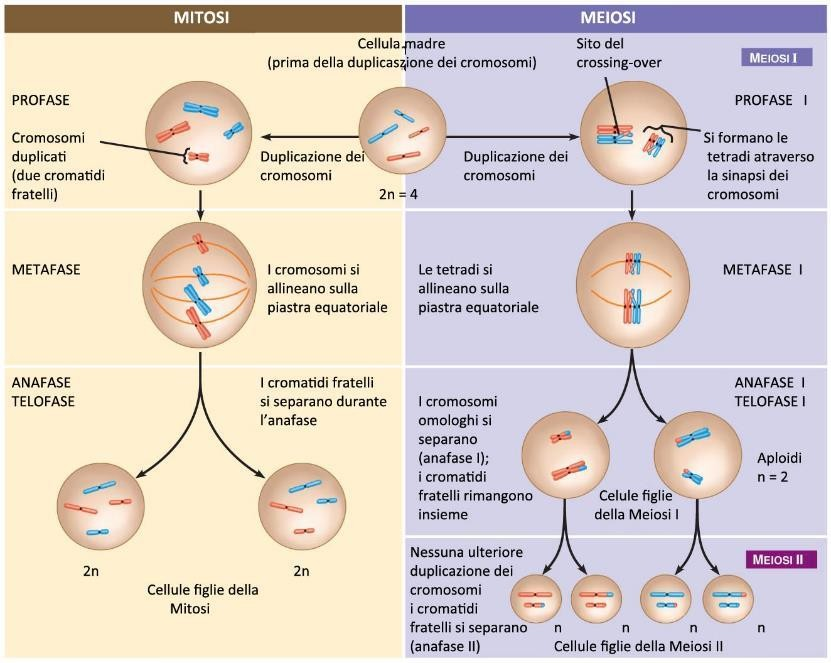 MITOSI
MEIOSI
Cellula madre
(prima della duplicaszione dei cromosomi)
Sito del
crossing-over
MEIOSI I
PROFASE
PROFASE I
Cromosomi
duplicati
(due cromatidi
fratelli)
Duplicazione dei
cromosomi
Duplicazione dei
cromosomi
2n = 4
Si formano le
tetradi atraverso
la sinapsi dei
cromosomi
METAFASE
I cromosomi si
allineano sulla
piastra equatoriale
Le tetradi si
allineano sulla
piastra equatoriale
METAFASE I
ANAFASE
TELOFASE
I cromatidi fratelli
si separano durante
l'anafase
I cromosomi
omologhi si
separano
(anafase I);
i cromatidi
fratelli rimangono
insieme
ANAFASE I
TELOFASE I
Aploidi
n = 2
Celule figlie
della Meiosi I
2n
2n
Cellule figlie della
Mitosi
Nessuna ulteriore
duplicazione dei
cromosomi
i cromatidi
fratelli si separano
(anafase II)
MEIOSI II
n
n
n
n
Cellule figlie della Meiosi II